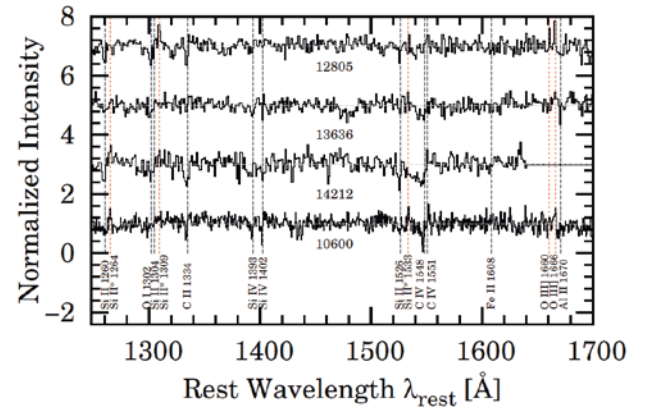 8
6
4
2
0
−2
Normalized Intensity
12805
13636
14212
10600
Si II 1260
Si II* 1264
O I 1302
Si II 1304
Si II* 1309
C II 1334
Si IV 1393
Si IV 1402
Si II 1526
Si II* 1533
C IV 1548
C IV 1551
Fe II 1608
O III] 1660
O III] 1666
Al II 1670
1300
1400
1500
1600
1700
Rest Wavelength λrest [Å]